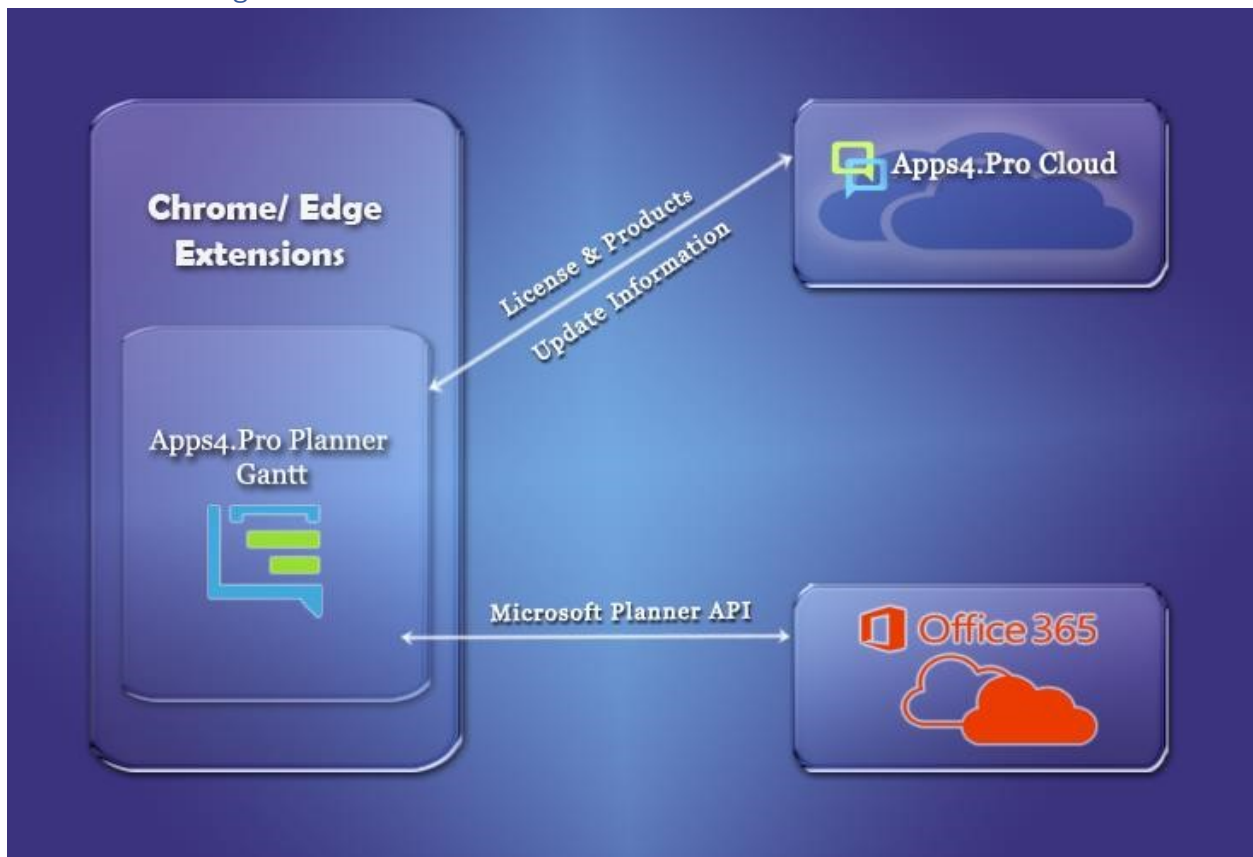 Chrome/ Edge
Extensions
Apps4.Pro Planner
Gantt
License & Products
Update Information
Apps4.Pro Cloud
Microsoft Planner API
Office 365